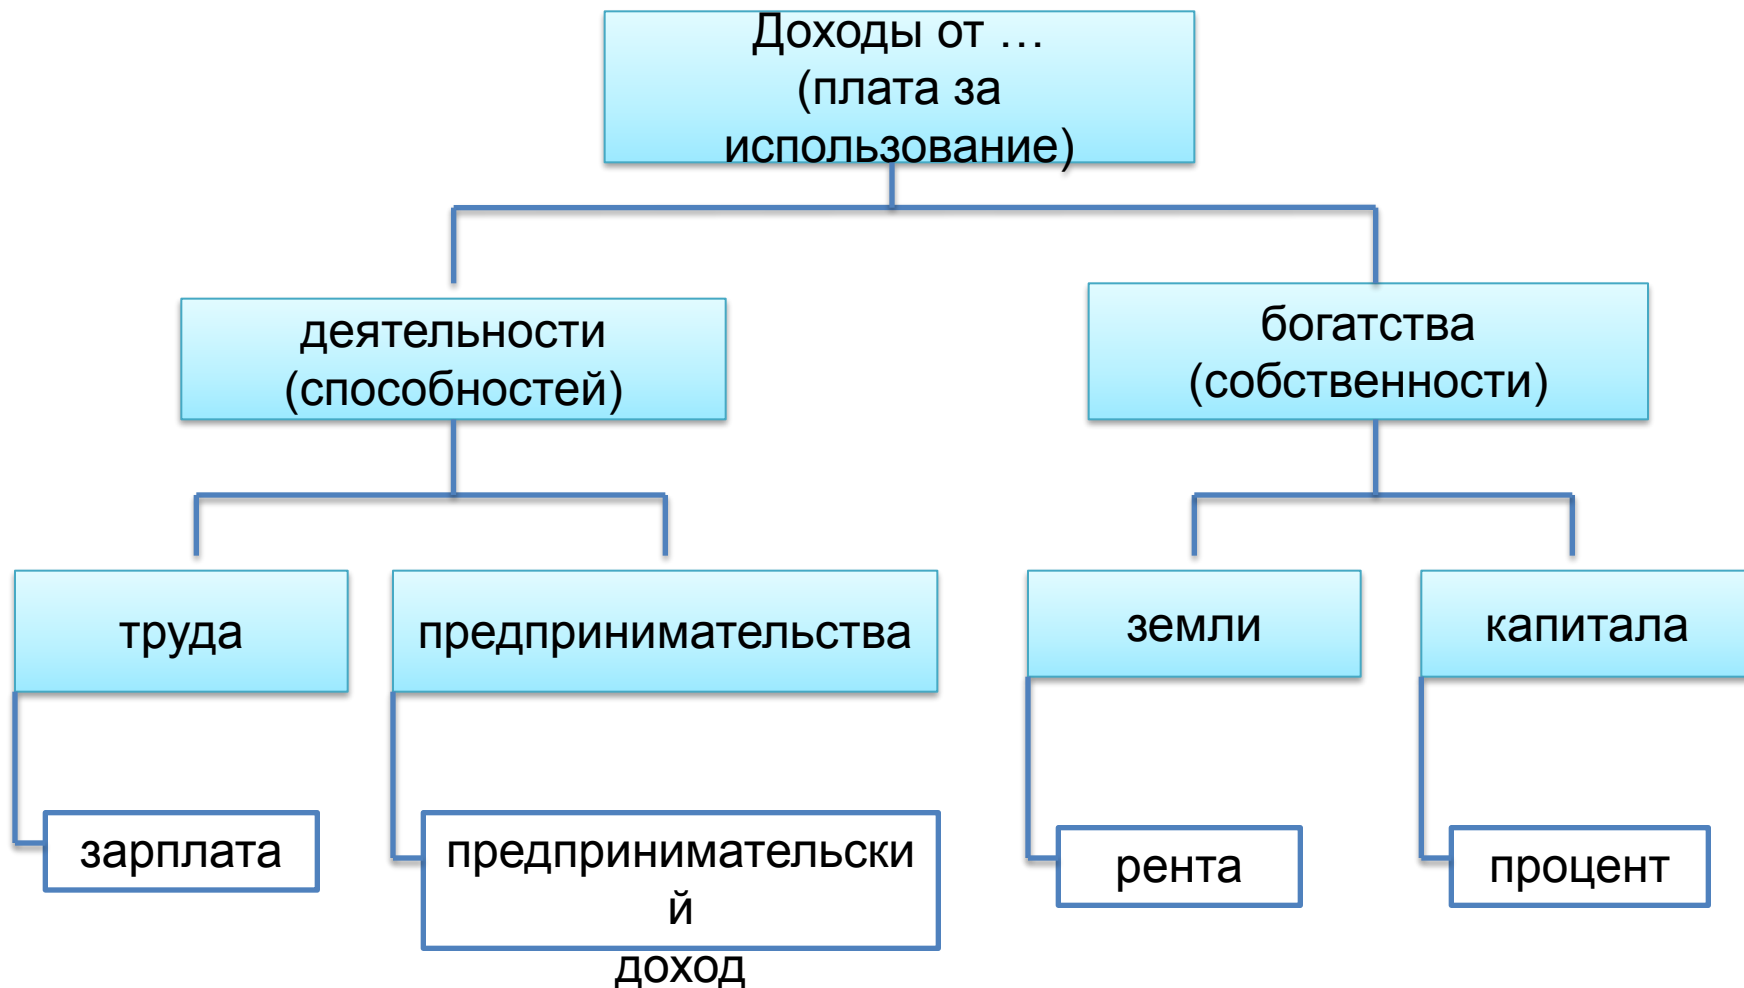 Доходы от …
(плата за
использование)
деятельности
(способностей)
богатства
(собственности)
труда
предпринимательства
земли
капитала
зарплата
предпринимательски
й
доход
рента
процент